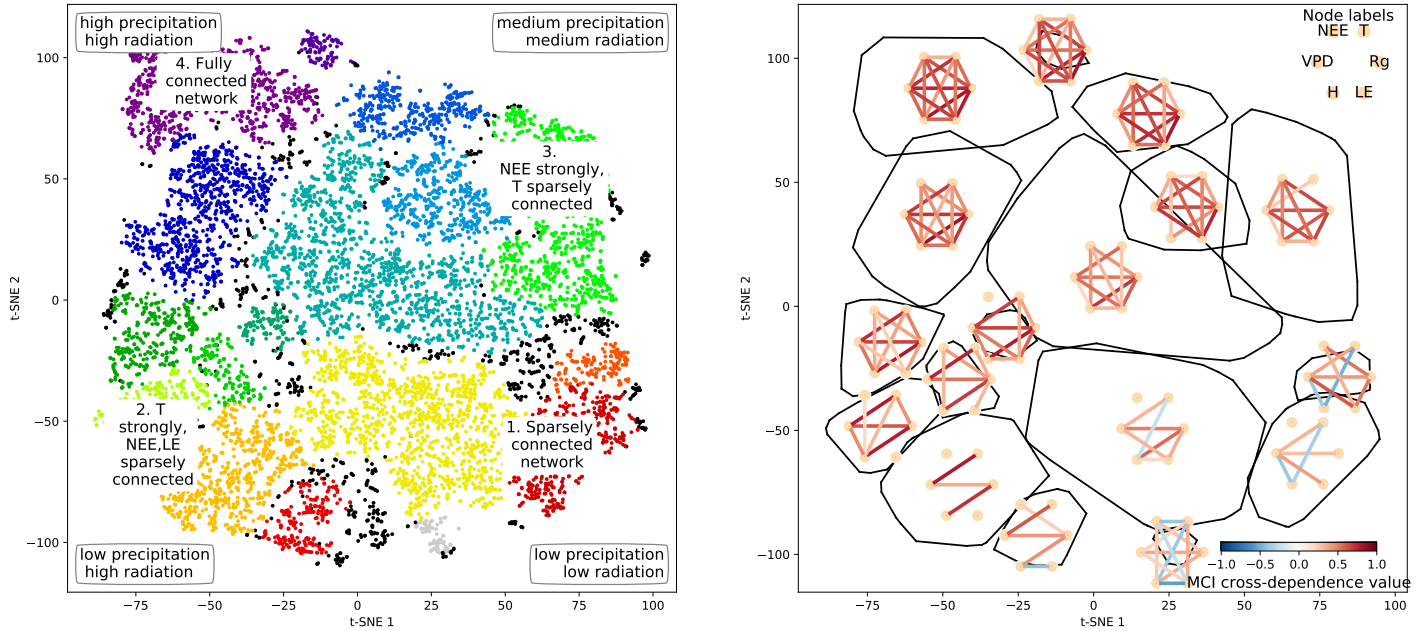 high precipitation
high radiation
medium precipitation
medium radiation
4. Fully
connected
network
3.
NEE strongly,
T sparsely
connected
2. T
strongly,
NEE,LE
sparsely
connected
1. Sparsely
connected
network
low precipitation
high radiation
low precipitation
low radiation
100
50
0
−50
−100
t-SNE 2
−75
−50
−25
0
25
50
75
100
t-SNE 1
Node labels
NEE T
VPD Rg
H LE
100
50
0
−50
−100
t-SNE 2
−1.0
−0.5
0.0
0.5
1.0
MCI cross-dependence value
−75
−50
−25
0
25
50
75
100
t-SNE 1